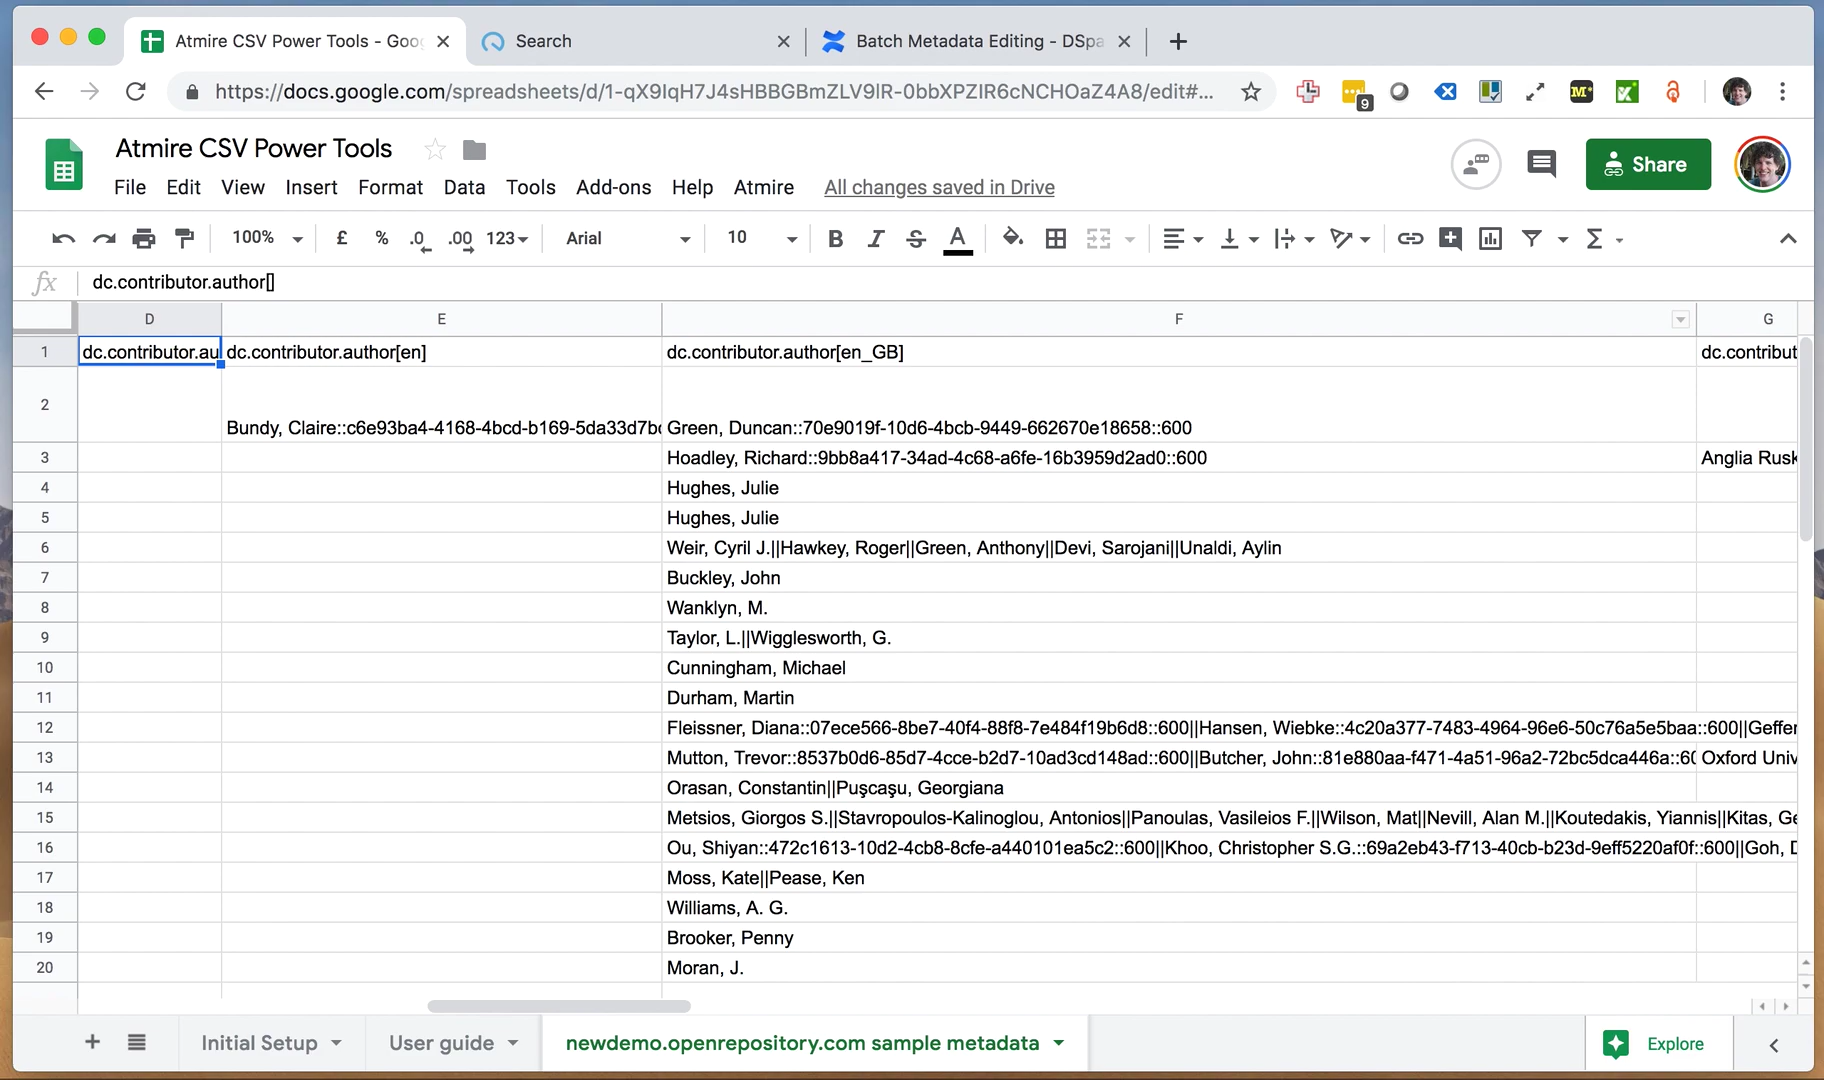 Atmire CSV Power Tools - Goo
Search
Batch Metadata Editing - DSpa
https://docs.google.com/spreadsheets/d/1-qX9IqH7J4sHBBGBmZLV9IR-0bbXPZIR6cNCHOaZ4A8/edit#...
9
M
Atmire CSV Power Tools
Share
File Edit View Insert Format Data Tools Add-ons Help Atmire All changes saved in Drive
100% £ % .0 .00 123 Arial 10 B I S A Σ
fx dc.contributor.author[]
D E F G
1 dc.contributor.au dc.contributor.author[en] dc.contributor.author[en_GB] dc.contribut
2 Bundy, Claire::c6e93ba4-4168-4bcd-b169-5da33d7bc Green, Duncan::70e9019f-10d6-4bcb-9449-662670e18658::600
3 Hoadley, Richard::9bb8a417-34ad-4c68-a6fe-16b3959d2ad0::600 Anglia Rusk
4 Hughes, Julie
5 Hughes, Julie
6 Weir, Cyril J.||Hawkey, Roger||Green, Anthony||Devi, Sarojani||Unaldi, Aylin
7 Buckley, John
8 Wanklyn, M.
9 Taylor, L.||Wigglesworth, G.
10 Cunningham, Michael
11 Durham, Martin
12 Fleissner, Diana::07ece566-8be7-40f4-88f8-7e484f19b6d8::600||Hansen, Wiebke::4c20a377-7483-4964-96e6-50c76a5e5baa::600||Geffer
13 Mutton, Trevor::8537b0d6-85d7-4cce-b2d7-10ad3cd148ad::600||Butcher, John::81e880aa-f471-4a51-96a2-72bc5dca446a::60 Oxford Univ
14 Orasan, Constantin||Puşcaşu, Georgiana
15 Metsios, Giorgos S.||Stavropoulos-Kalinoglou, Antonios||Panoulas, Vasileios F.||Wilson, Mat||Nevill, Alan M.||Koutedakis, Yiannis||Kitas, Ge
16 Ou, Shiyan::472c1613-10d2-4cb8-8cfe-a440101ea5c2::600||Khoo, Christopher S.G.::69a2eb43-f713-40cb-b23d-9eff5220af0f::600||Goh, D
17 Moss, Kate||Pease, Ken
18 Williams, A. G.
19 Brooker, Penny
20 Moran, J.
Initial Setup User guide newdemo.openrepository.com sample metadata Explore